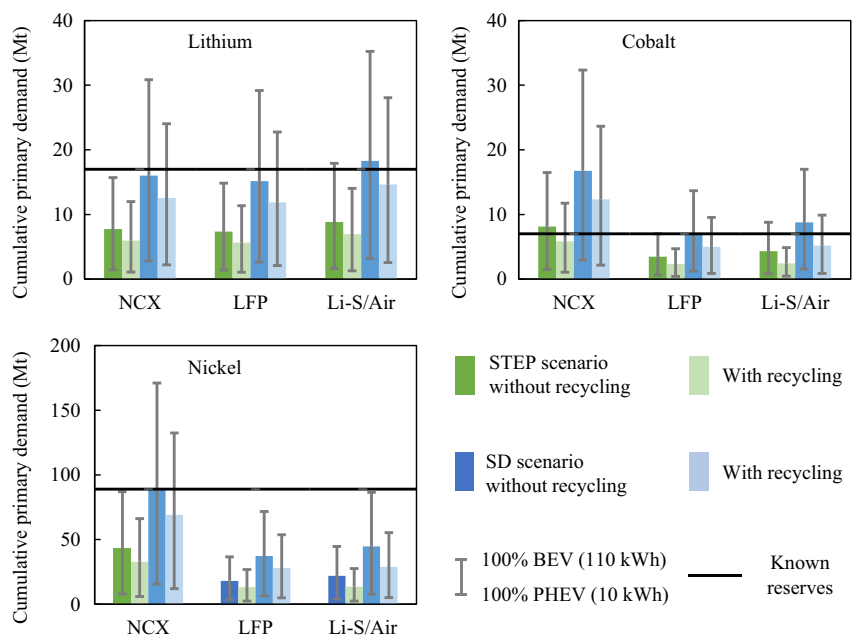 Cumulative primary demand (Mt)
40
30
20
10
0
Lithium
NCX
LFP
Li-S/Air
Cumulative primary demand (Mt)
40
30
20
10
0
Cobalt
NCX
LFP
Li-S/Air
Cumulative primary demand (Mt)
200
150
100
50
0
Nickel
NCX
LFP
Li-S/Air
STEP scenario
without recycling
With recycling
SD scenario
without recycling
With recycling
100% BEV (110 kWh)
100% PHEV (10 kWh)
Known
reserves